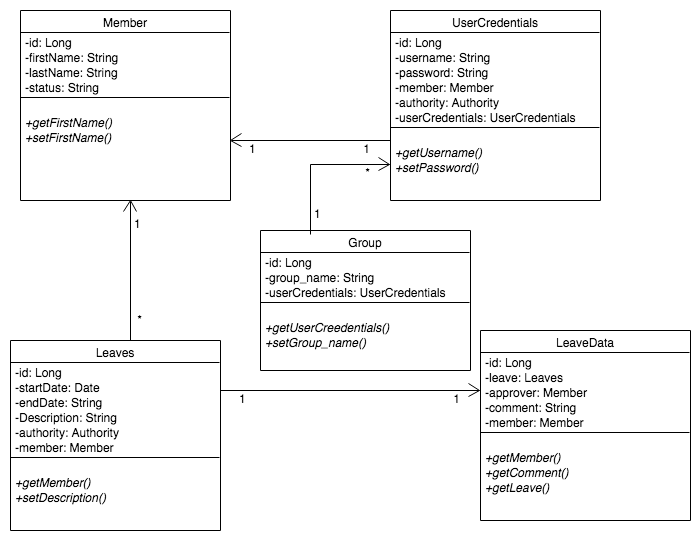 Member
-id: Long
-firstName: String
-lastName: String
-status: String
+getFirstName()
+setFirstName()
UserCredentials
-id: Long
-username: String
-password: String
-member: Member
-authority: Authority
-userCredentials: UserCredentials
+getUsername()
+setPassword()
1
1
*
1
1
*
Group
-id: Long
-group_name: String
-userCredentials: UserCredentials
+getUserCreedentials()
+setGroup_name()
Leaves
-id: Long
-startDate: Date
-endDate: String
-Description: String
-authority: Authority
-member: Member
+getMember()
+setDescription()
1
1
LeaveData
-id: Long
-leave: Leaves
-approver: Member
-comment: String
-member: Member
+getMember()
+getComment()
+getLeave()